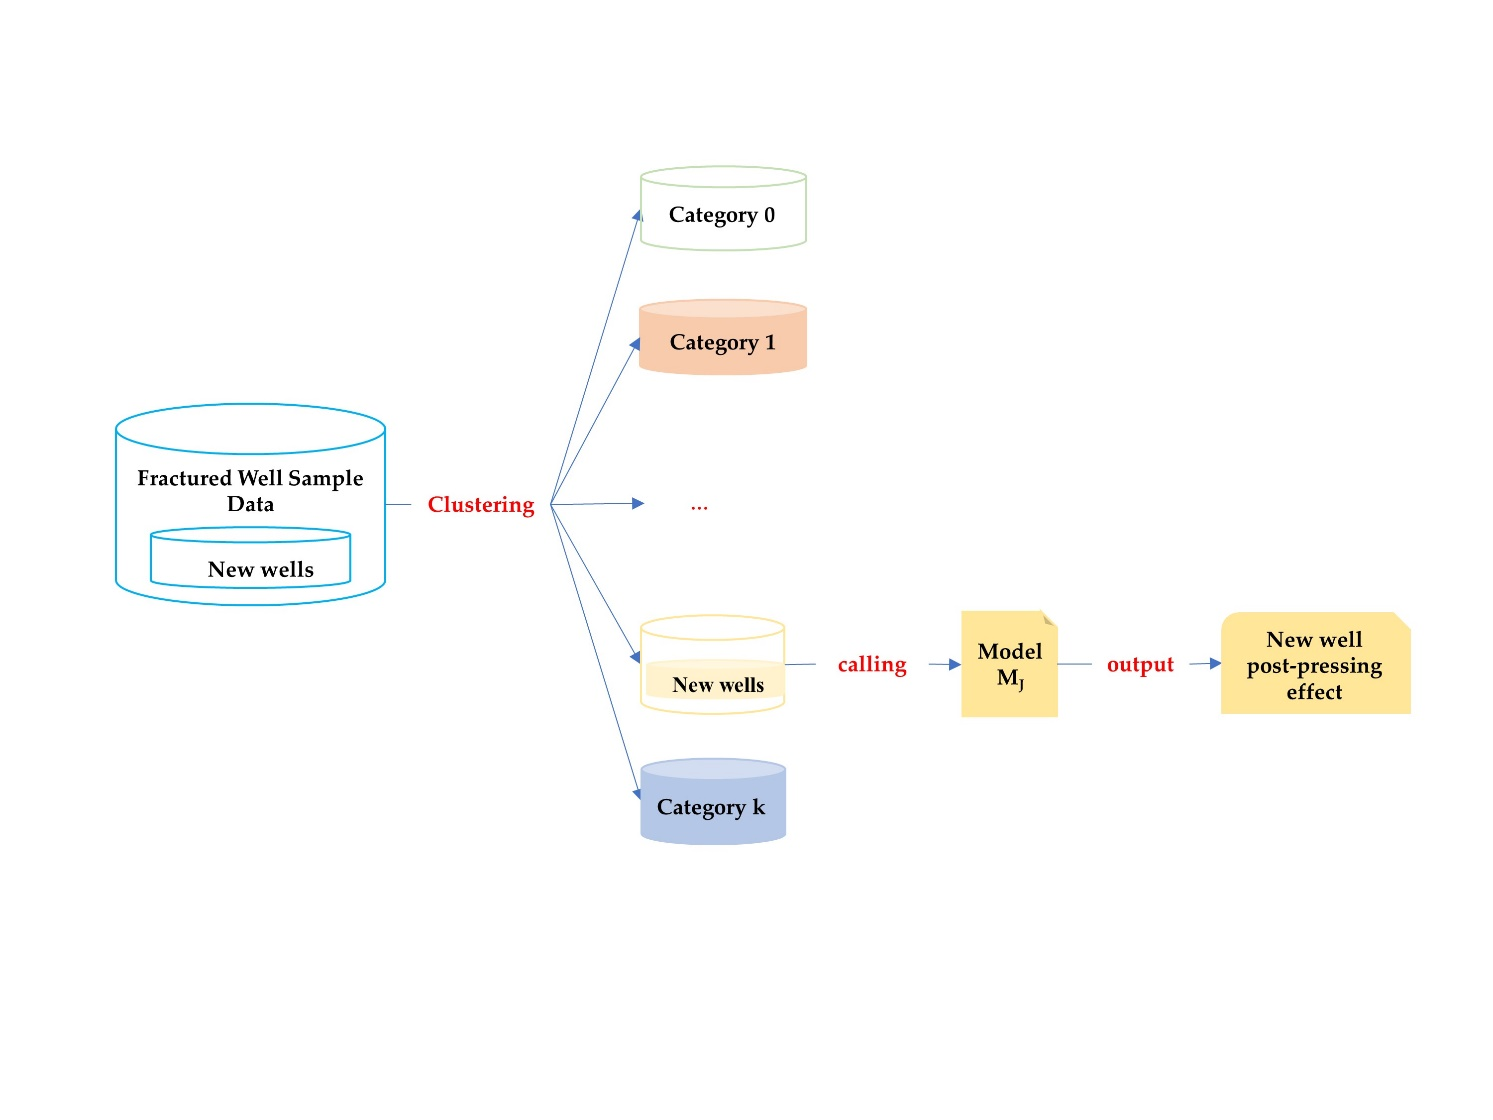 Category 0
Category 1
Fractured Well Sample
Data
New wells
Clustering
...
New wells
calling
Model
MJ
output
New well
post-pressing
effect
Category k